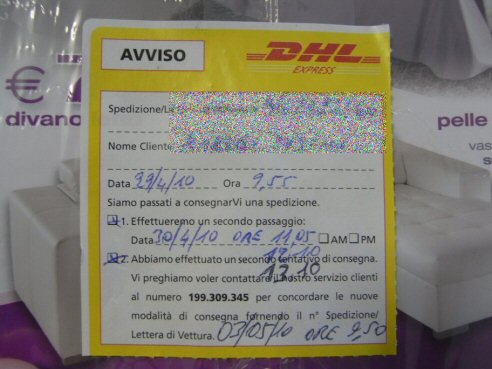 AVVISO
DHL
EXPRESS
€
divano
pelle
vas
Spedizione/L
Nome Cliente
Data 29/4/10 Ora 9,55
Siamo passati a consegnarVi una spedizione.
1. Effettueremo un secondo passaggio:
Data 30/4/10 ORE 11,05 AM PM
12/10
2. Abbiamo effettuato un secondo tentativo di consegna.
13 10
Vi preghiamo voler contattare il nostro servizio clienti
al numero 199.309.345 per concordare le nuove
modalità di consegna fornendo il n° Spedizione/
Lettera di Vettura. 03/05/10 ORE 9,50